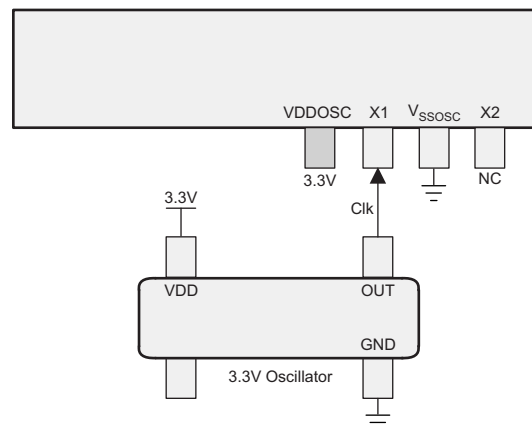 VDDOSC X1 VSSOSC X2
3.3V NC
3.3V
Clk
VDD OUT
GND
3.3V Oscillator